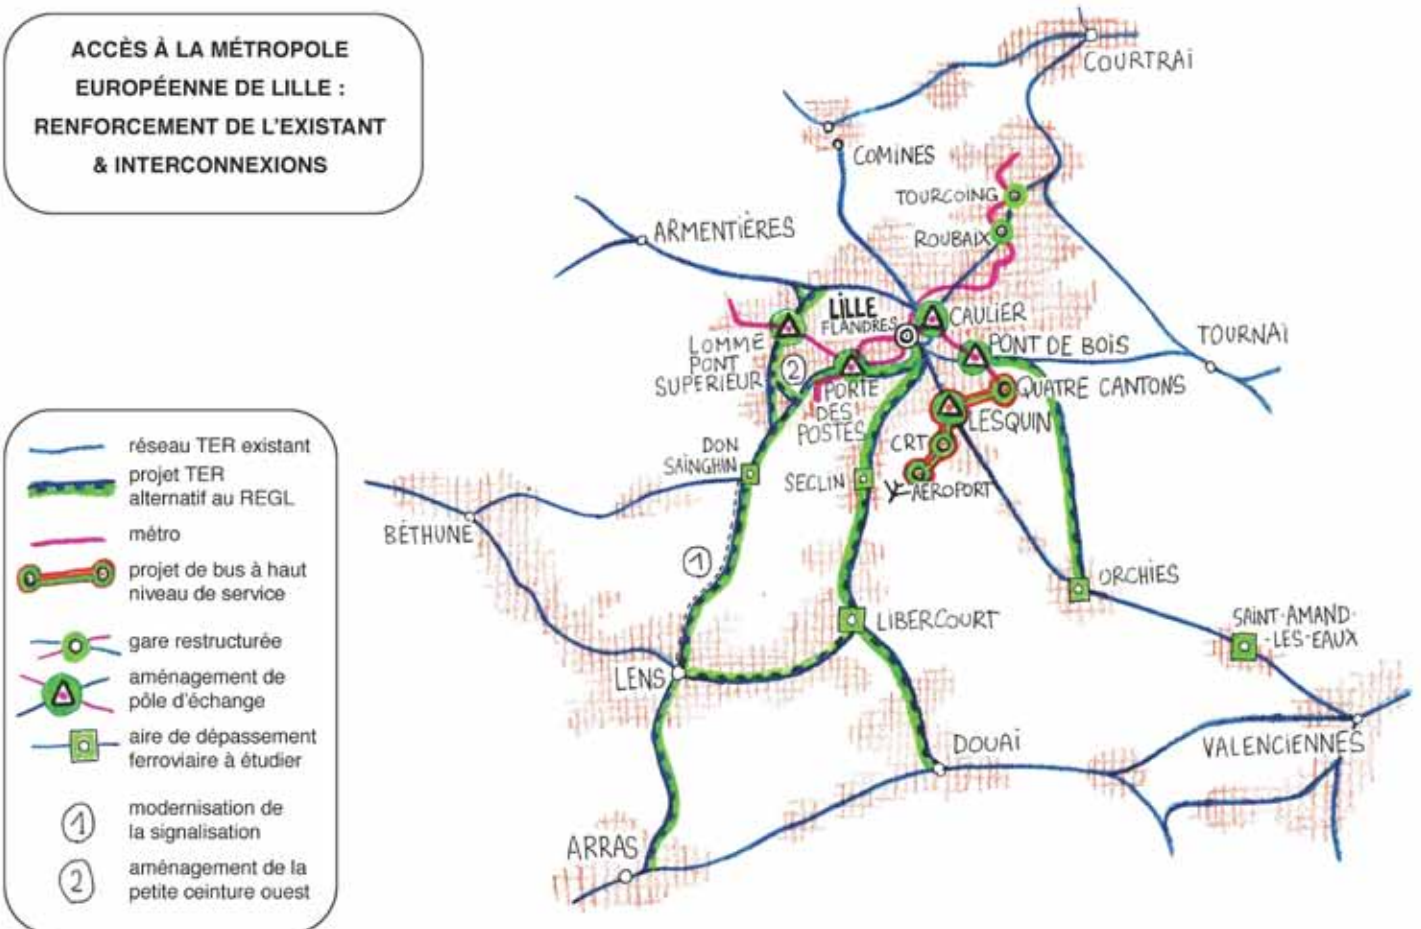 ACCÈS À LA MÉTROPOLE
EUROPÉENNE DE LILLE :
RENFORCEMENT DE L'EXISTANT
& INTERCONNEXIONS
COURTRAI
COMINES
TOURCOING
ROUBAIX
ARMENTIÈRES
LILLE
FLANDRES
CAULIER
LOMME
PONT
SUPERIEUR
2
PORTE
DES
POSTES
PONT DE BOIS
TOURNAI
QUATRE CANTONS
LESQUIN
CRT
AÉROPORT
DON
SAINGHIN
SECLIN
BÉTHUNE
1
ORCHIES
LIBERCOURT
SAINT-AMAND-
-LES-EAUX
LENS
DOUAI
VALENCIENNES
ARRAS
réseau TER existant
projet TER
alternatif au REGL
métro
projet de bus à haut
niveau de service
gare restructurée
aménagement de
pôle d'échange
aire de dépassement
ferroviaire à étudier
1
modernisation de
la signalisation
2
aménagement de la
petite ceinture ouest